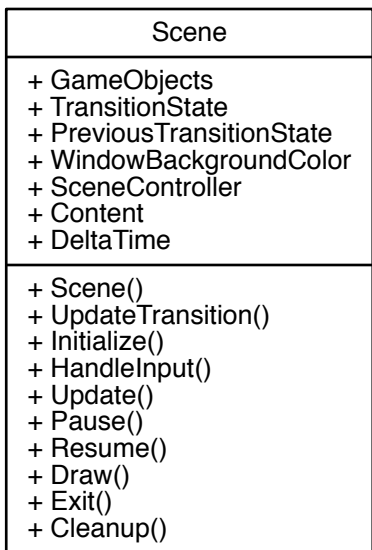 Scene
+ GameObjects
+ TransitionState
+ PreviousTransitionState
+ WindowBackgroundColor
+ SceneController
+ Content
+ DeltaTime
+ Scene()
+ UpdateTransition()
+ Initialize()
+ HandleInput()
+ Update()
+ Pause()
+ Resume()
+ Draw()
+ Exit()
+ Cleanup()